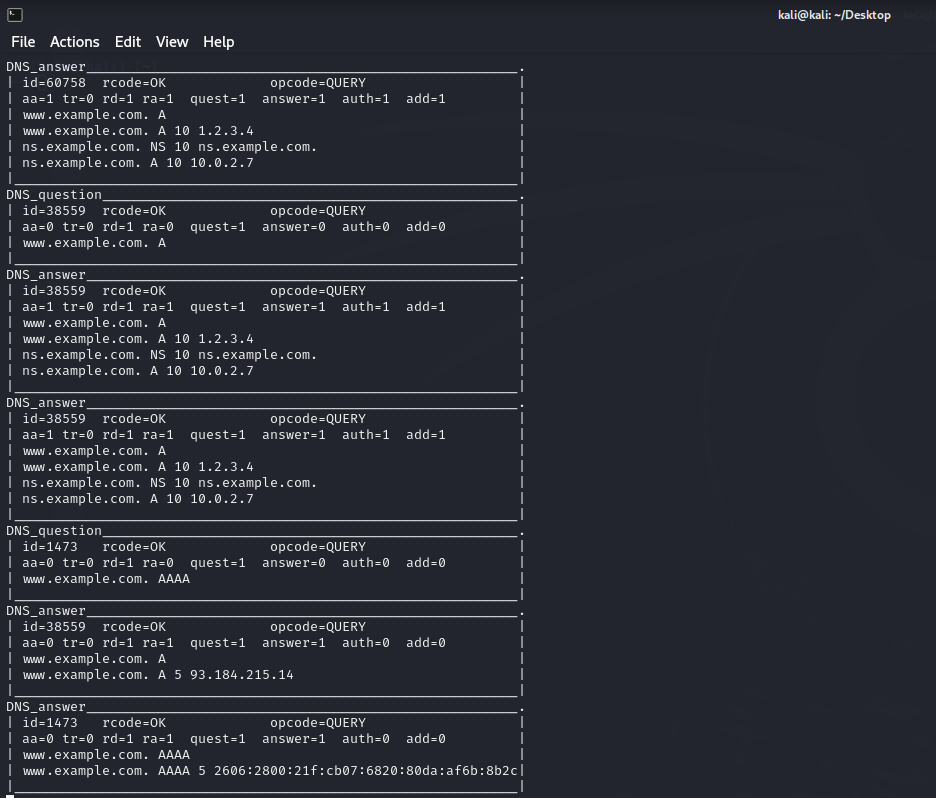 kali@kali: ~/Desktop
File Actions Edit View Help
DNS_answer_____________________________________________________.
| id=60758  rcode=OK             opcode=QUERY                   |
| aa=1 tr=0 rd=1 ra=1  quest=1  answer=1  auth=1  add=1         |
| www.example.com. A                                            |
| www.example.com. A 10 1.2.3.4                                 |
| ns.example.com. NS 10 ns.example.com.                         |
| ns.example.com. A 10 10.0.2.7                                 |
|_______________________________________________________________|
DNS_question___________________________________________________.
| id=38559  rcode=OK             opcode=QUERY                   |
| aa=0 tr=0 rd=1 ra=0  quest=1  answer=0  auth=0  add=0         |
| www.example.com. A                                            |
|_______________________________________________________________|
DNS_answer_____________________________________________________.
| id=38559  rcode=OK             opcode=QUERY                   |
| aa=1 tr=0 rd=1 ra=1  quest=1  answer=1  auth=1  add=1         |
| www.example.com. A                                            |
| www.example.com. A 10 1.2.3.4                                 |
| ns.example.com. NS 10 ns.example.com.                         |
| ns.example.com. A 10 10.0.2.7                                 |
|_______________________________________________________________|
DNS_answer_____________________________________________________.
| id=38559  rcode=OK             opcode=QUERY                   |
| aa=1 tr=0 rd=1 ra=1  quest=1  answer=1  auth=1  add=1         |
| www.example.com. A                                            |
| www.example.com. A 10 1.2.3.4                                 |
| ns.example.com. NS 10 ns.example.com.                         |
| ns.example.com. A 10 10.0.2.7                                 |
|_______________________________________________________________|
DNS_question___________________________________________________.
| id=1473   rcode=OK             opcode=QUERY                   |
| aa=0 tr=0 rd=1 ra=0  quest=1  answer=0  auth=0  add=0         |
| www.example.com. AAAA                                         |
|_______________________________________________________________|
DNS_answer_____________________________________________________.
| id=38559  rcode=OK             opcode=QUERY                   |
| aa=0 tr=0 rd=1 ra=1  quest=1  answer=1  auth=0  add=0         |
| www.example.com. A                                            |
| www.example.com. A 5 93.184.215.14                            |
|_______________________________________________________________|
DNS_answer_____________________________________________________.
| id=1473   rcode=OK             opcode=QUERY                   |
| aa=0 tr=0 rd=1 ra=1  quest=1  answer=1  auth=0  add=0         |
| www.example.com. AAAA                                         |
| www.example.com. AAAA 5 2606:2800:21f:cb07:6820:80da:af6b:8b2c|
|_______________________________________________________________|